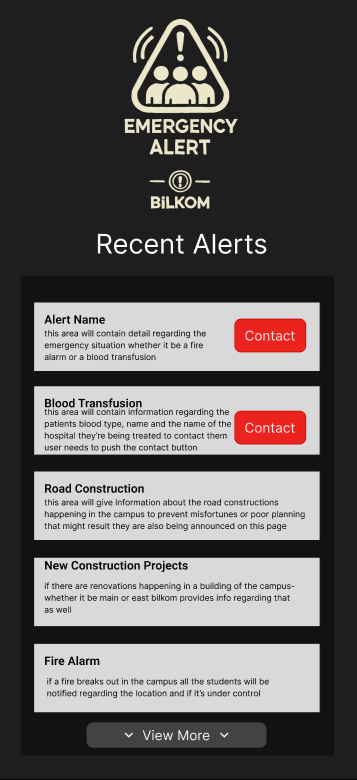 EMERGENCY
ALERT
BiLKOM
Recent Alerts
Alert Name
this area will contain detail regarding the
emergency situation whether it be a fire
alarm or a blood transfusion
Contact
Blood Transfusion
this area will contain information regarding the
patients blood type, name and the name of the
hospital they're being treated to contact them
user needs to push the contact button
Contact
Road Construction
this area will give information about the road constructions
happening in the campus to prevent misfortunes or poor planning
that might result they are also being announced on this page
New Construction Projects
if there are renovations happening in a building of the campus-
whether it be main or east bilkom provides info regarding that
as well
Fire Alarm
if a fire breaks out in the campus all the students will be
notified regarding the location and if it's under control
View More